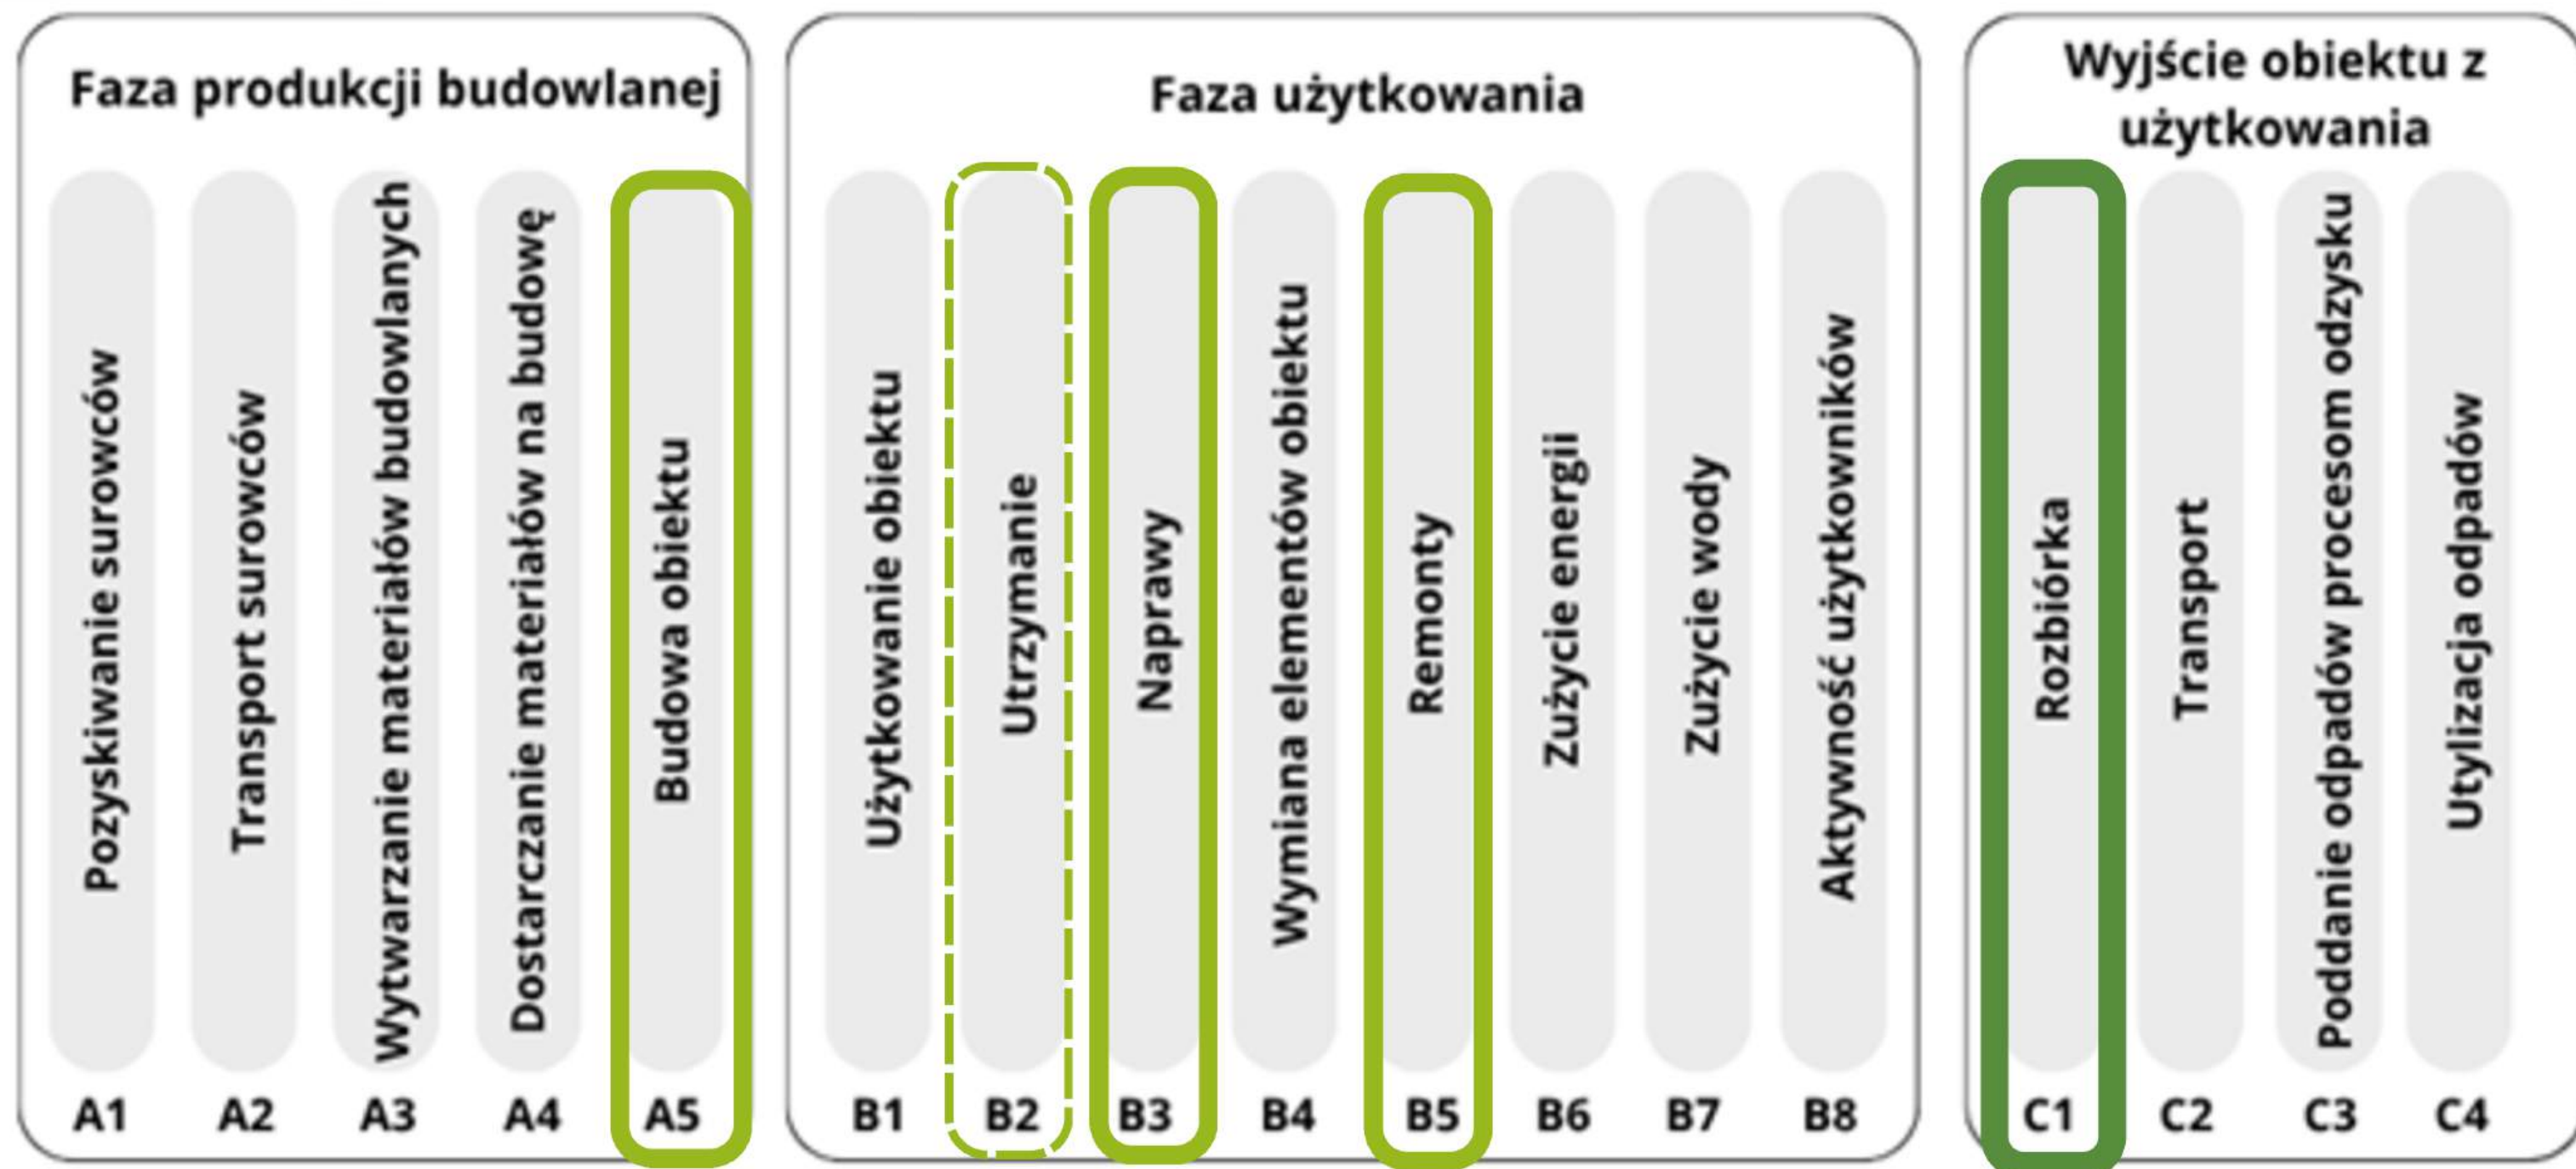 Faza produkcji budowlanej
Pozyskiwanie surowców
Transport surowców
Wytwarzanie materiałów budowlanych
Dostarczanie materiałów na budowę
Budowa obiektu
A1
A2
A3
A4
A5
Faza użytkowania
Użytkowanie obiektu
Utrzymanie
Naprawy
Wymiana elementów obiektu
Remonty
Zużycie energii
Zużycie wody
Aktywność użytkowników
B1
B2
B3
B4
B5
B6
B7
B8
Wyjście obiektu z
użytkowania
Rozbiórka
Transport
Poddanie odpadów procesom odzysku
Utylizacja odpadów
C1
C2
C3
C4